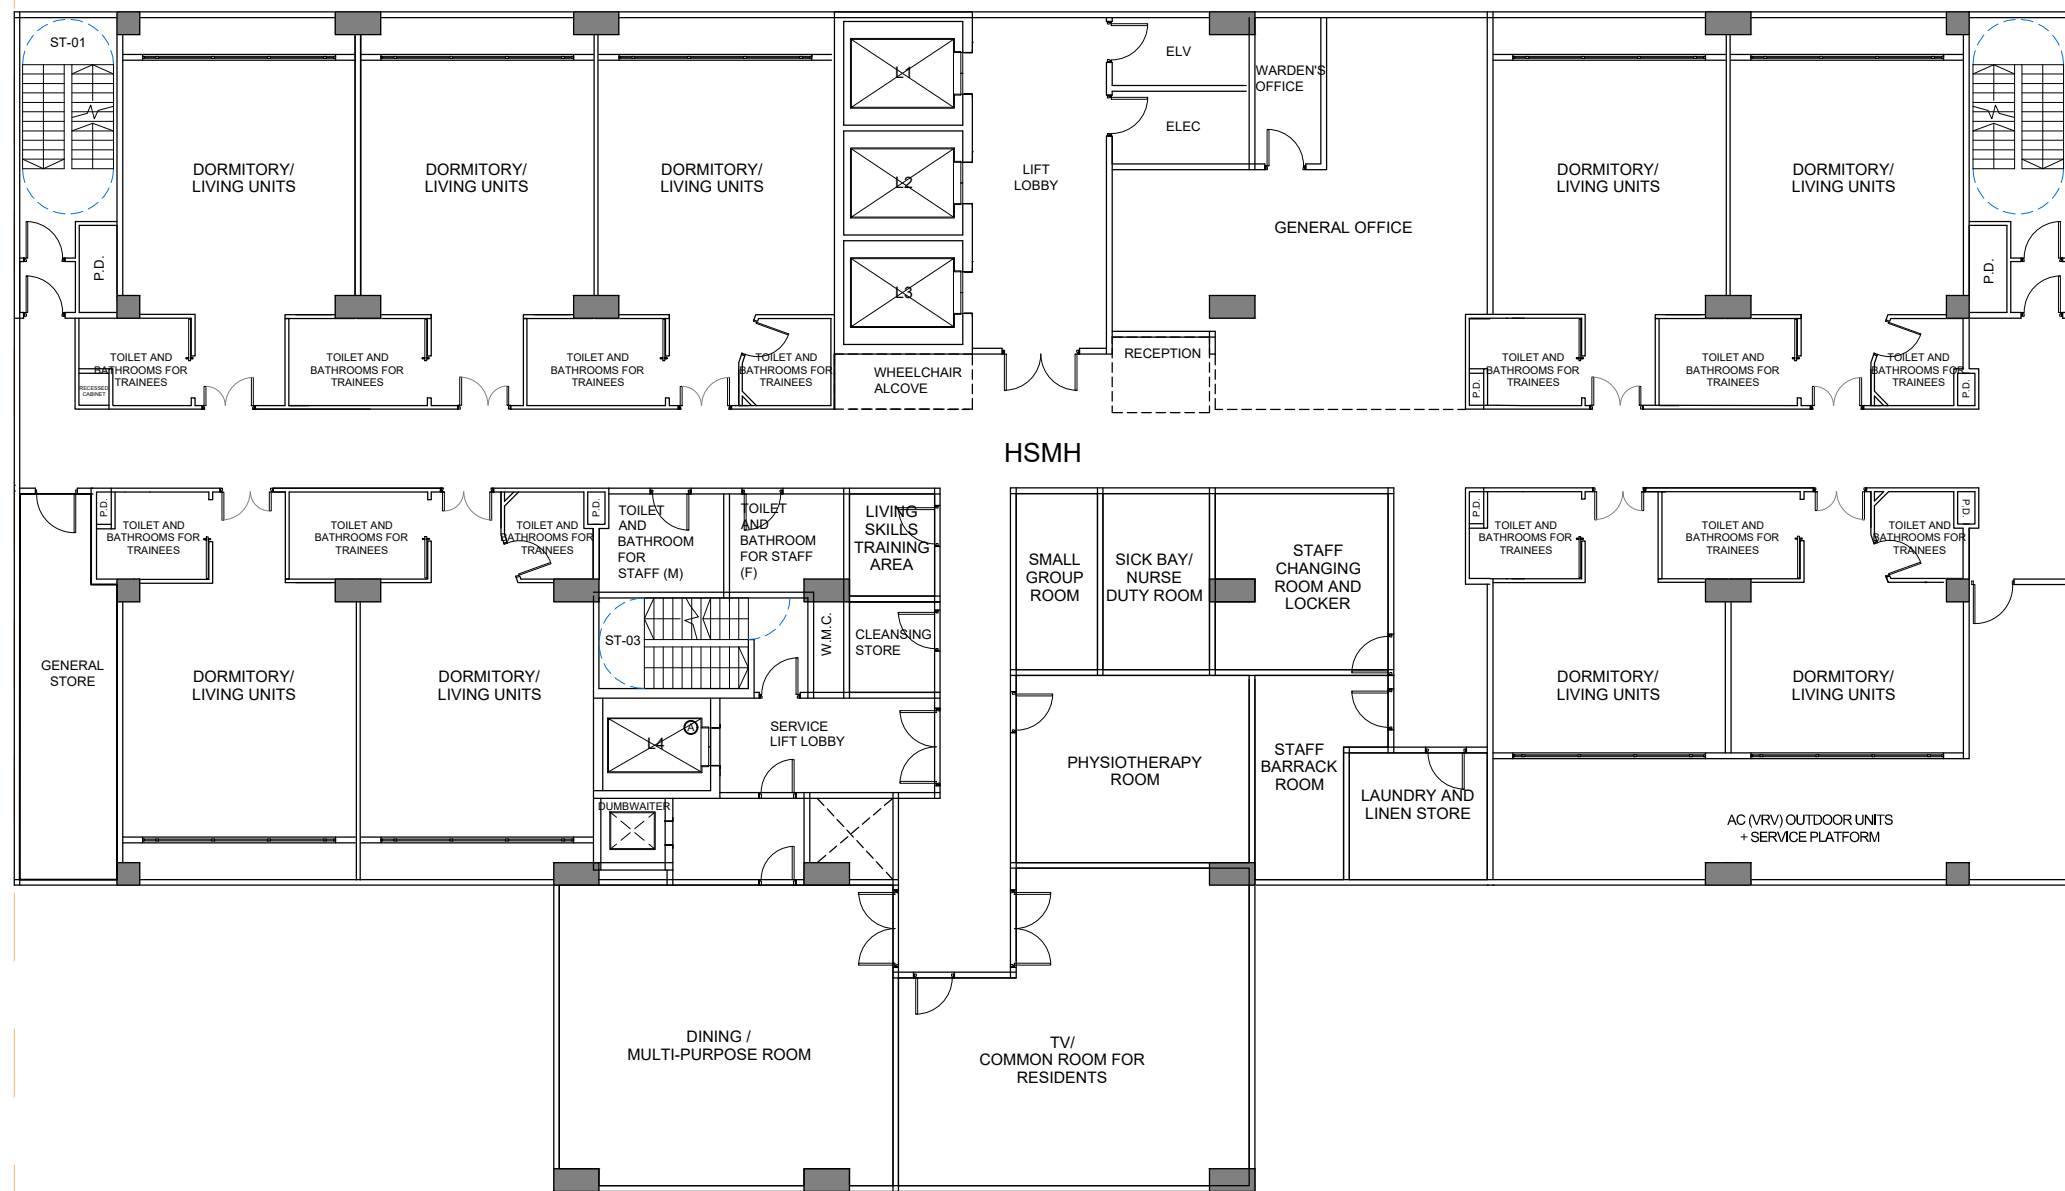 ST-01
ELV
WARDEN'S
OFFICE
L1
ELEC
DORMITORY/
LIVING UNITS
DORMITORY/
LIVING UNITS
DORMITORY/
LIVING UNITS
L2
LIFT
LOBBY
DORMITORY/
LIVING UNITS
DORMITORY/
LIVING UNITS
GENERAL OFFICE
P.D.
L3
P.D.
TOILET AND
BATHROOMS FOR
TRAINEES
RECESSED
CABINET
TOILET AND
BATHROOMS FOR
TRAINEES
TOILET AND
BATHROOMS FOR
TRAINEES
TOILET AND
BATHROOMS FOR
TRAINEES
WHEELCHAIR
ALCOVE
RECEPTION
P.D.
TOILET AND
BATHROOMS FOR
TRAINEES
TOILET AND
BATHROOMS FOR
TRAINEES
TOILET AND
BATHROOMS FOR
TRAINEES
P.D.
HSMH
P.D.
TOILET AND
BATHROOMS FOR
TRAINEES
TOILET AND
BATHROOMS FOR
TRAINEES
TOILET AND
BATHROOMS FOR
TRAINEES
P.D.
TOILET
AND
BATHROOM
FOR
STAFF (M)
TOILET
AND
BATHROOM
FOR STAFF
(F)
LIVING
SKILLS
TRAINING
AREA
SMALL
GROUP
ROOM
SICK BAY/
NURSE
DUTY ROOM
STAFF
CHANGING
ROOM AND
LOCKER
P.D.
TOILET AND
BATHROOMS FOR
TRAINEES
TOILET AND
BATHROOMS FOR
TRAINEES
TOILET AND
BATHROOMS FOR
TRAINEES
P.D.
GENERAL
STORE
DORMITORY/
LIVING UNITS
DORMITORY/
LIVING UNITS
ST-03
W.M.C.
CLEANSING
STORE
DORMITORY/
LIVING UNITS
DORMITORY/
LIVING UNITS
L4
A
SERVICE
LIFT LOBBY
PHYSIOTHERAPY
ROOM
STAFF
BARRACK
ROOM
LAUNDRY AND
LINEN STORE
DUMBWAITER
AC (VRV) OUTDOOR UNITS
+ SERVICE PLATFORM
DINING /
MULTI-PURPOSE ROOM
TV/
COMMON ROOM FOR
RESIDENTS